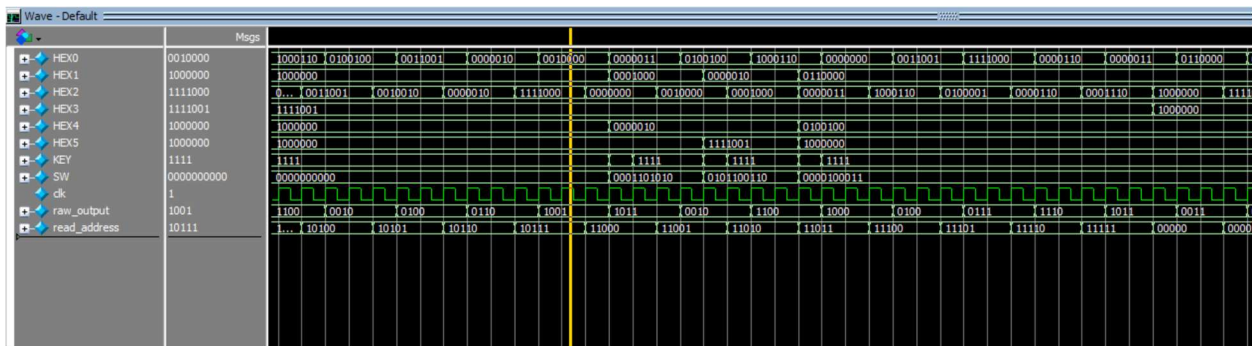 Wave - Default
Msgs
HEX0 0010000 1000110 0100100 0011001 0000010 0010000 0000011 0100100 1000110 0000000 0011001 1111000 0000110 0000011 0110000
HEX1 1000000 1000000 0001000 0000010 0110000
HEX2 1111000 0... 0011001 0010010 0000010 1111000 0000000 0010000 0001000 0000011 1000110 0100001 0000110 0001110 1000000 1111
HEX3 1111001 1111001 1000000
HEX4 1000000 1000000 0000010 0100100
HEX5 1000000 1000000 1111001 1000000
KEY 1111 1111 1111 1111 1111
SW 0000000000 0000000000 0001101010 0101100110 0000100011
clk 1
raw_output 1001 1100 0010 0100 0110 1001 1011 0010 1100 1000 0100 0111 1110 1011 0011
read_address 10111 1... 10100 10101 10110 10111 11000 11001 11010 11011 11100 11101 11110 11111 00000 0000